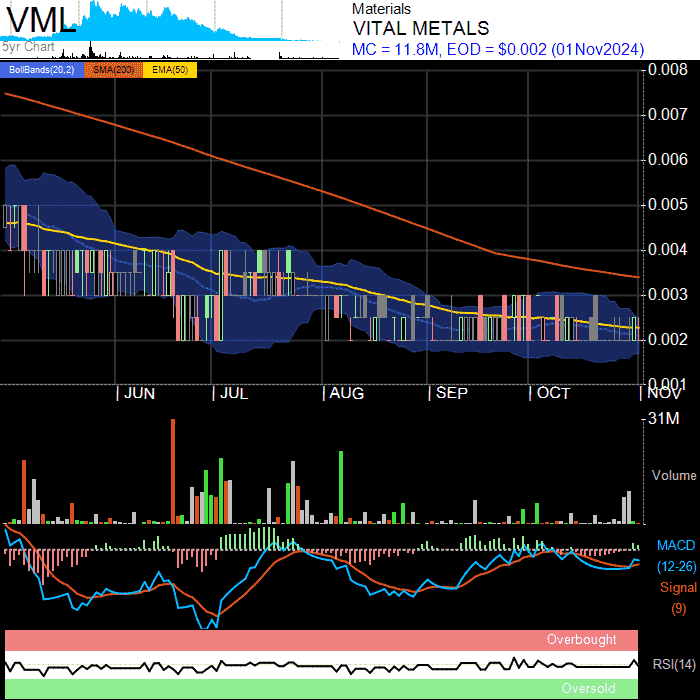 VML
5yr Chart
Materials
VITAL METALS
MC = 11.8M, EOD = $0.002 (01Nov2024)
BollBands(20,2) SMA(200) EMA(50)
0.008
0.007
0.006
0.005
0.004
0.003
0.002
0.001
JUN JUL AUG SEP OCT NOV
31M
Volume
MACD
(12-26)
Signal
(9)
Overbought
RSI(14)
Oversold